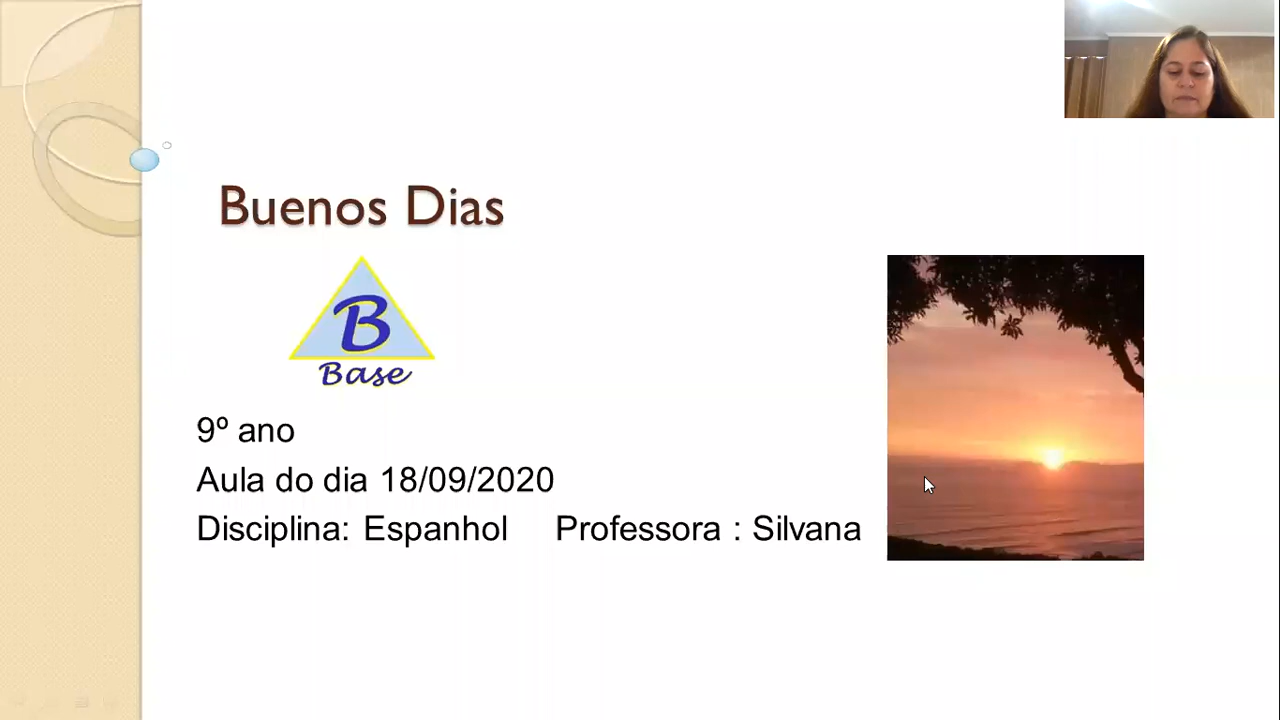 Buenos Dias
B
Base
9º ano
Aula do dia 18/09/2020
Disciplina: Espanhol Professora : Silvana